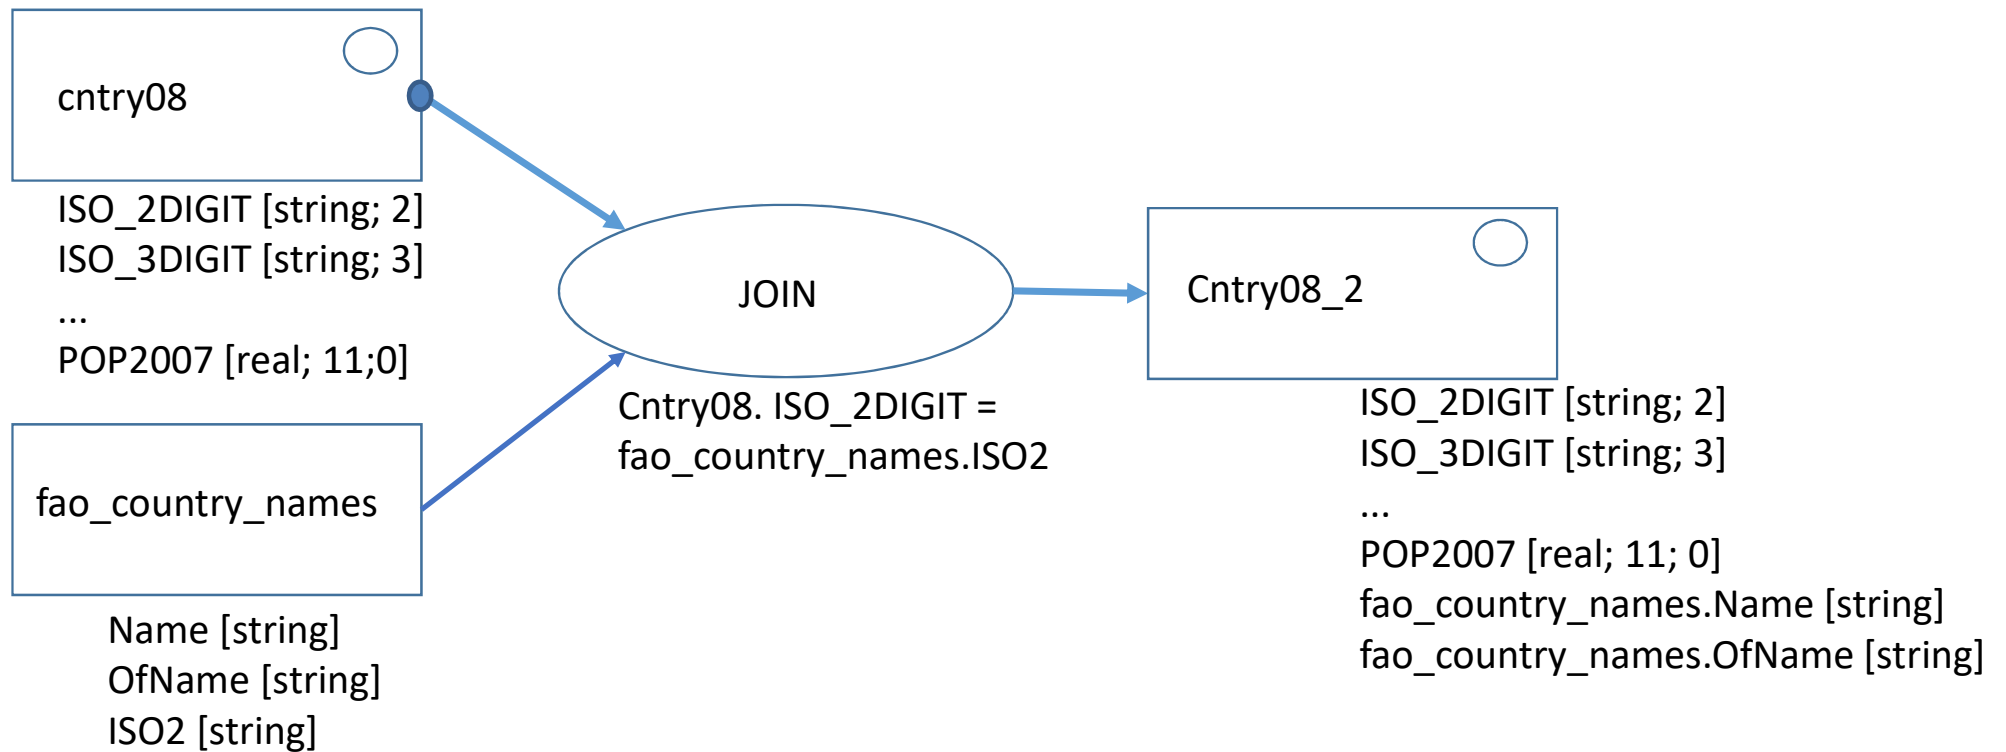 cntry08
ISO_2DIGIT [string; 2]
ISO_3DIGIT [string; 3]
...
POP2007 [real; 11;0]
fao_country_names
Name [string]
OfName [string]
ISO2 [string]
JOIN
Cntry08. ISO_2DIGIT =
fao_country_names.ISO2
Cntry08_2
ISO_2DIGIT [string; 2]
ISO_3DIGIT [string; 3]
...
POP2007 [real; 11; 0]
fao_country_names.Name [string]
fao_country_names.OfName [string]